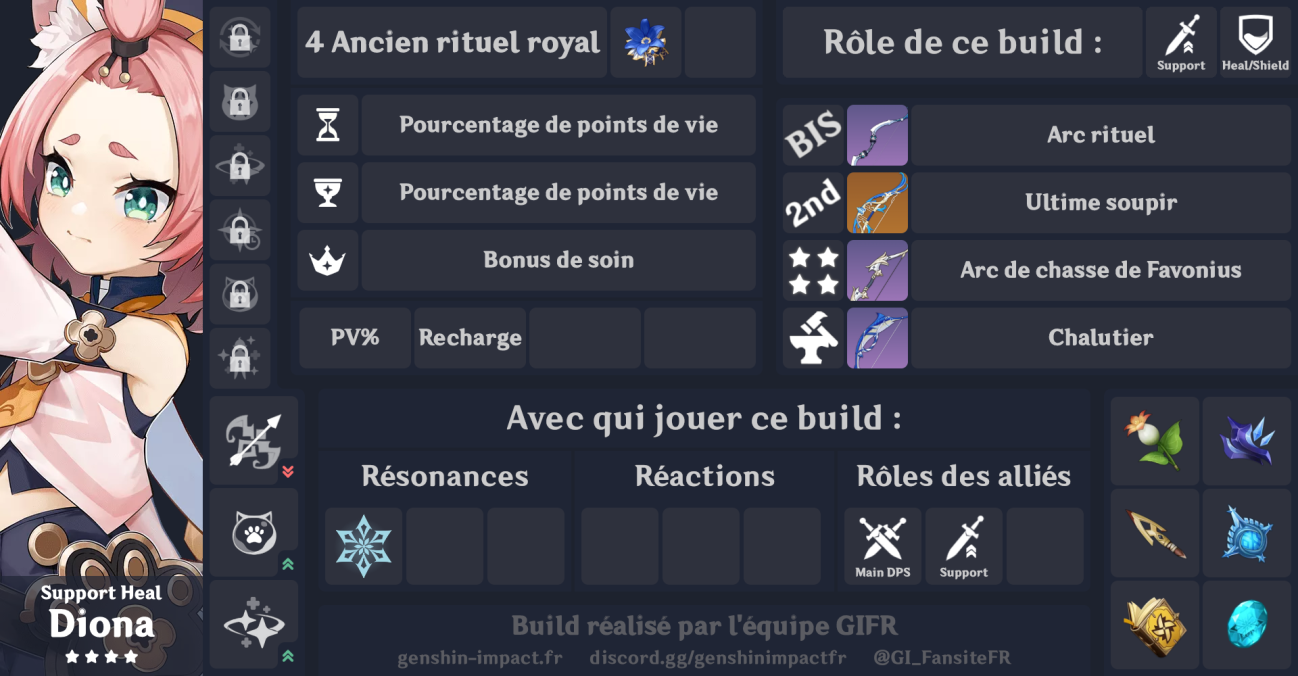 4 Ancien rituel royal
Pourcentage de points de vie
Pourcentage de points de vie
Bonus de soin
PV%
Recharge
Rôle de ce build :
Support
Heal/Shield
BIS
Arc rituel
2nd
Ultime soupir
Arc de chasse de Favonius
Chalutier
Avec qui jouer ce build :
Résonances
Réactions
Rôles des alliés
Main DPS
Support
Build réalisé par l'équipe GIFR
genshin-impact.fr discord.gg/genshinimpactfr @GI_FansiteFR
Support Heal
Diona